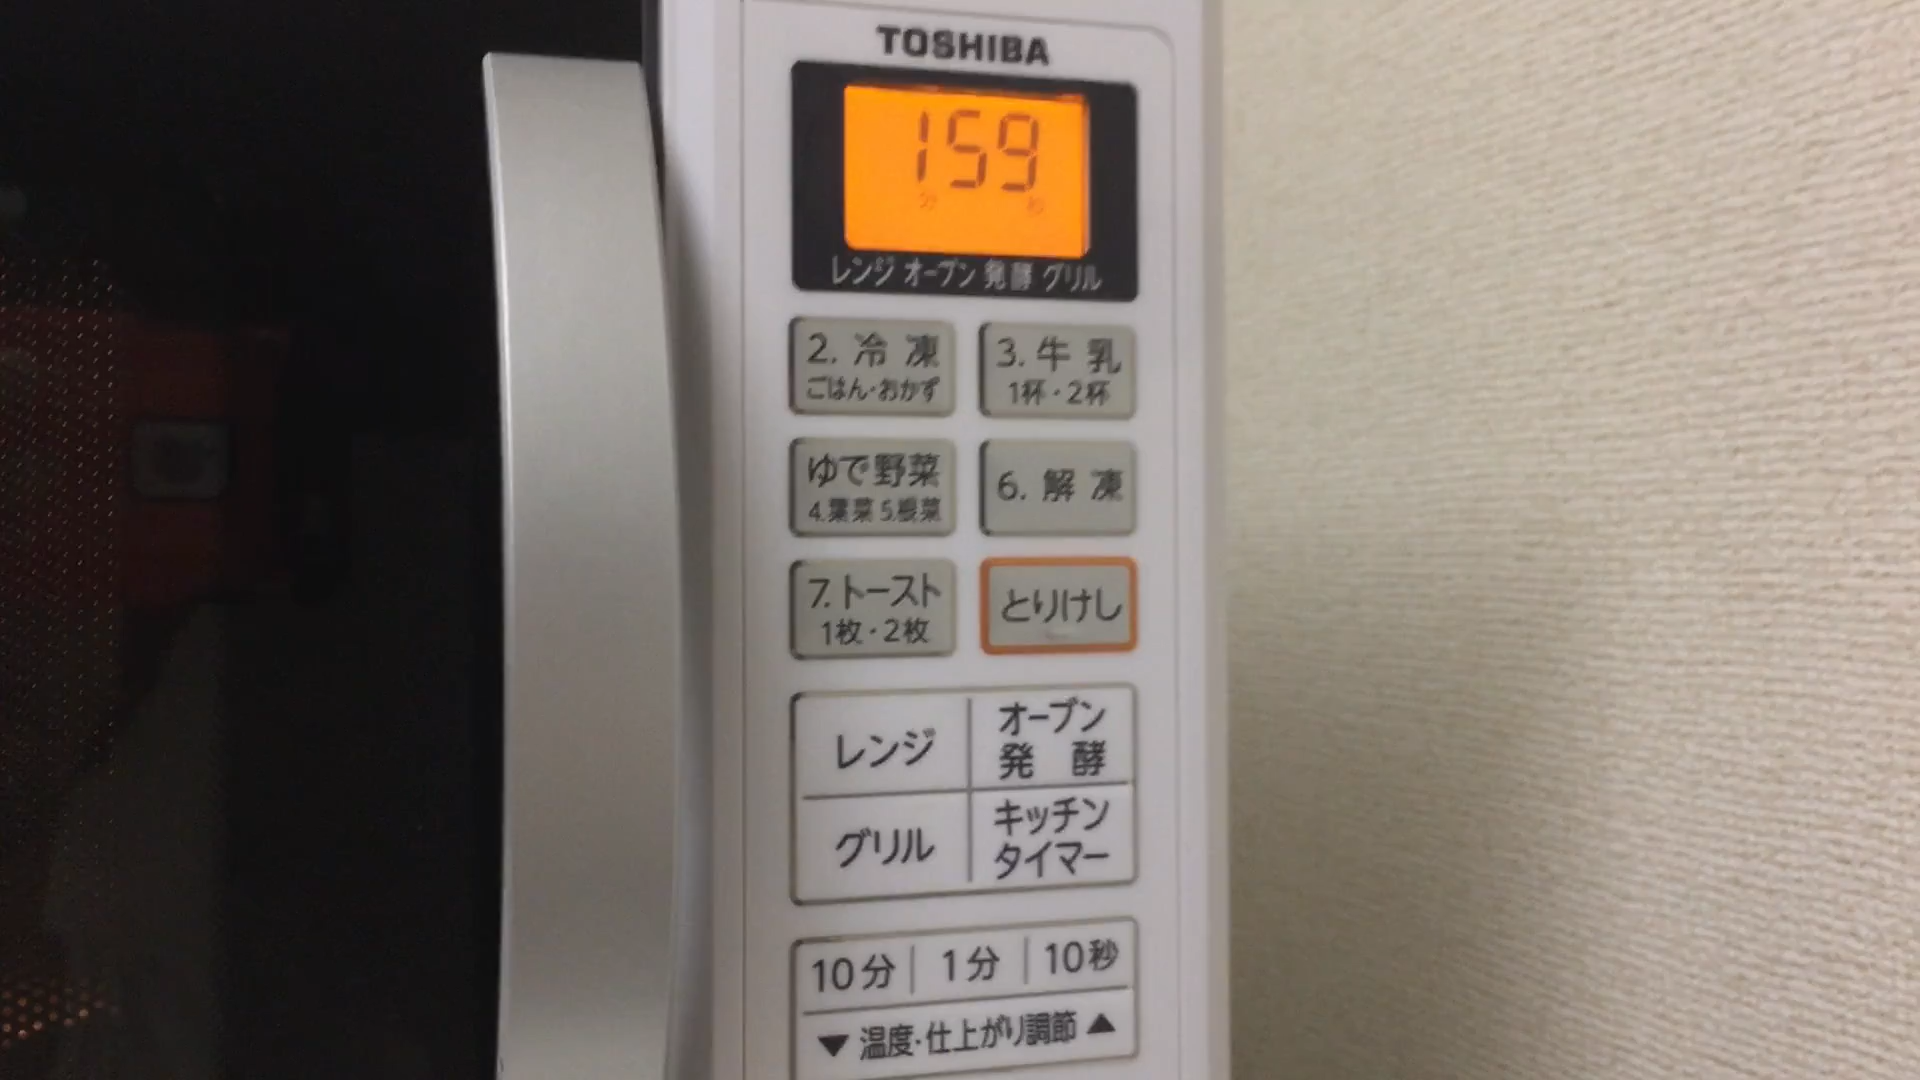 TOSHIBA
159
分 秒
レンジ オーブン 発酵 グリル
2. 冷凍
ごはん・おかず
3. 牛乳
1杯・2杯
ゆで野菜
4.葉菜 5.根菜
6. 解凍
7.トースト
1枚・2枚
とりけし
レンジ
オーブン
発酵
グリル
キッチン
タイマー
10分 1分 10秒
▼ 温度・仕上がり調節 ▲